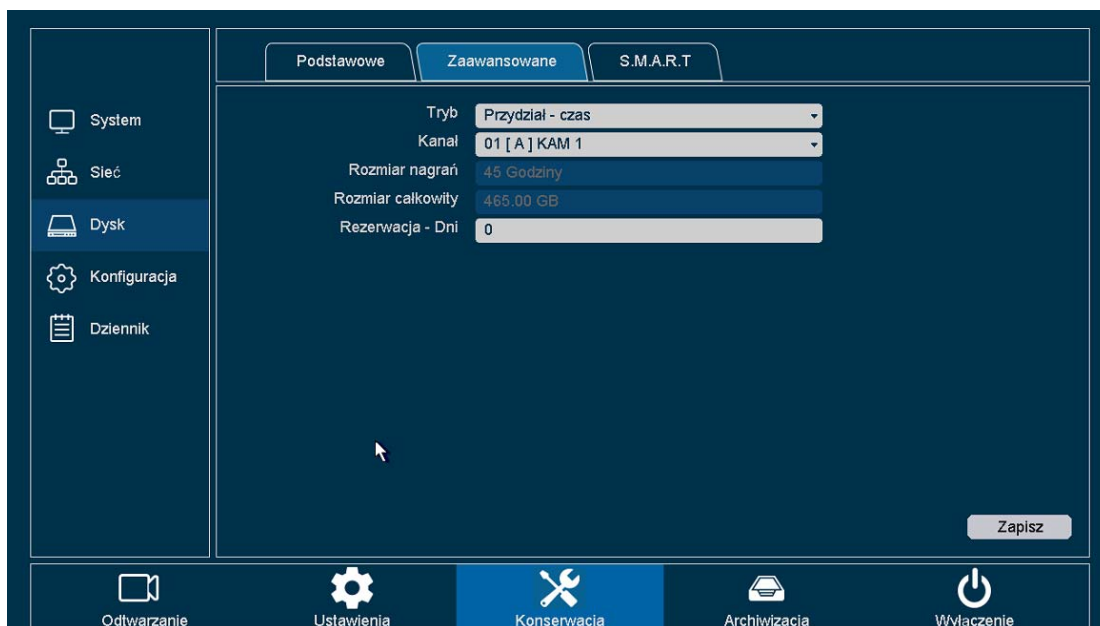 Podstawowe Zaawansowane S.M.A.R.T
System
Sieć
Dysk
Konfiguracja
Dziennik
Tryb Przydział - czas
Kanał 01 [ A ] KAM 1
Rozmiar nagrań 45 Godziny
Rozmiar całkowity 465.00 GB
Rezerwacja - Dni 0
Zapisz
Odtwarzanie Ustawienia Konserwacja Archiwizacja Wyłączenie